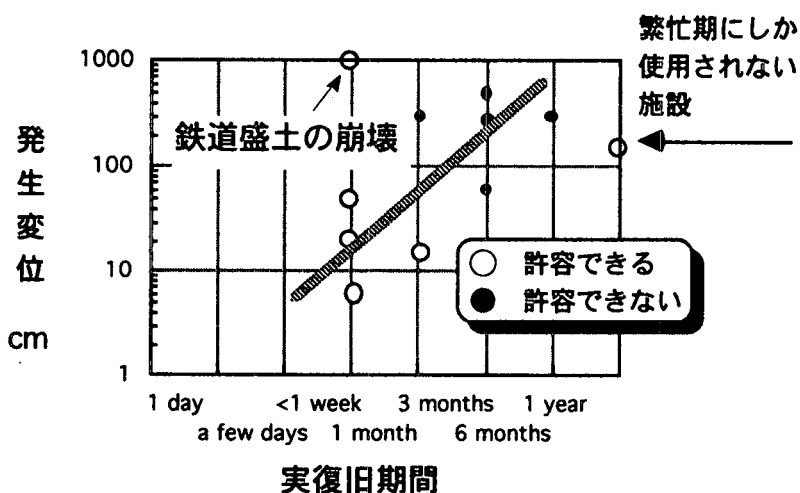 繁忙期にしか
使用されない
施設
1000
鉄道盛土の崩壊
100
10
1
発生変位
cm
○ 許容できる
● 許容できない
1 day <1 week 3 months 1 year
a few days 1 month 6 months
実復旧期間